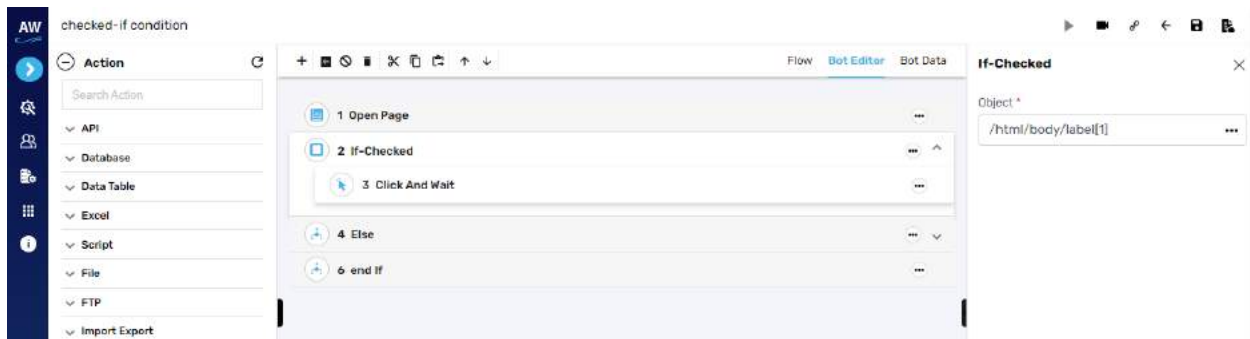 AW
checked-if condition
Action
Search Action
API
Database
Data Table
Excel
Script
File
FTP
Import Export
Flow Bot Editor Bot Data
1 Open Page
2 If-Checked
3 Click And Wait
4 Else
6 end If
If-Checked
Object *
/html/body/label[1]